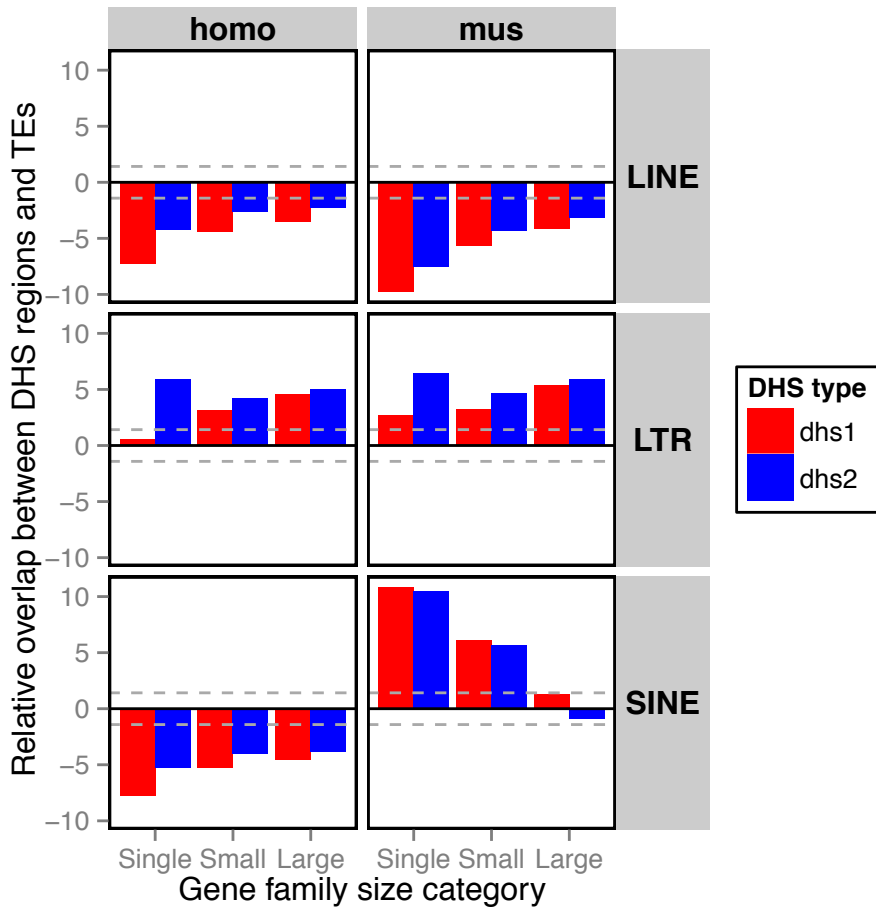 homo
mus
Relative overlap between DHS regions and TEs
10
5
0
−5
−10
LINE
10
5
0
−5
−10
LTR
10
5
0
−5
−10
SINE
Single Small Large
Single Small Large
Gene family size category
DHS type
dhs1
dhs2